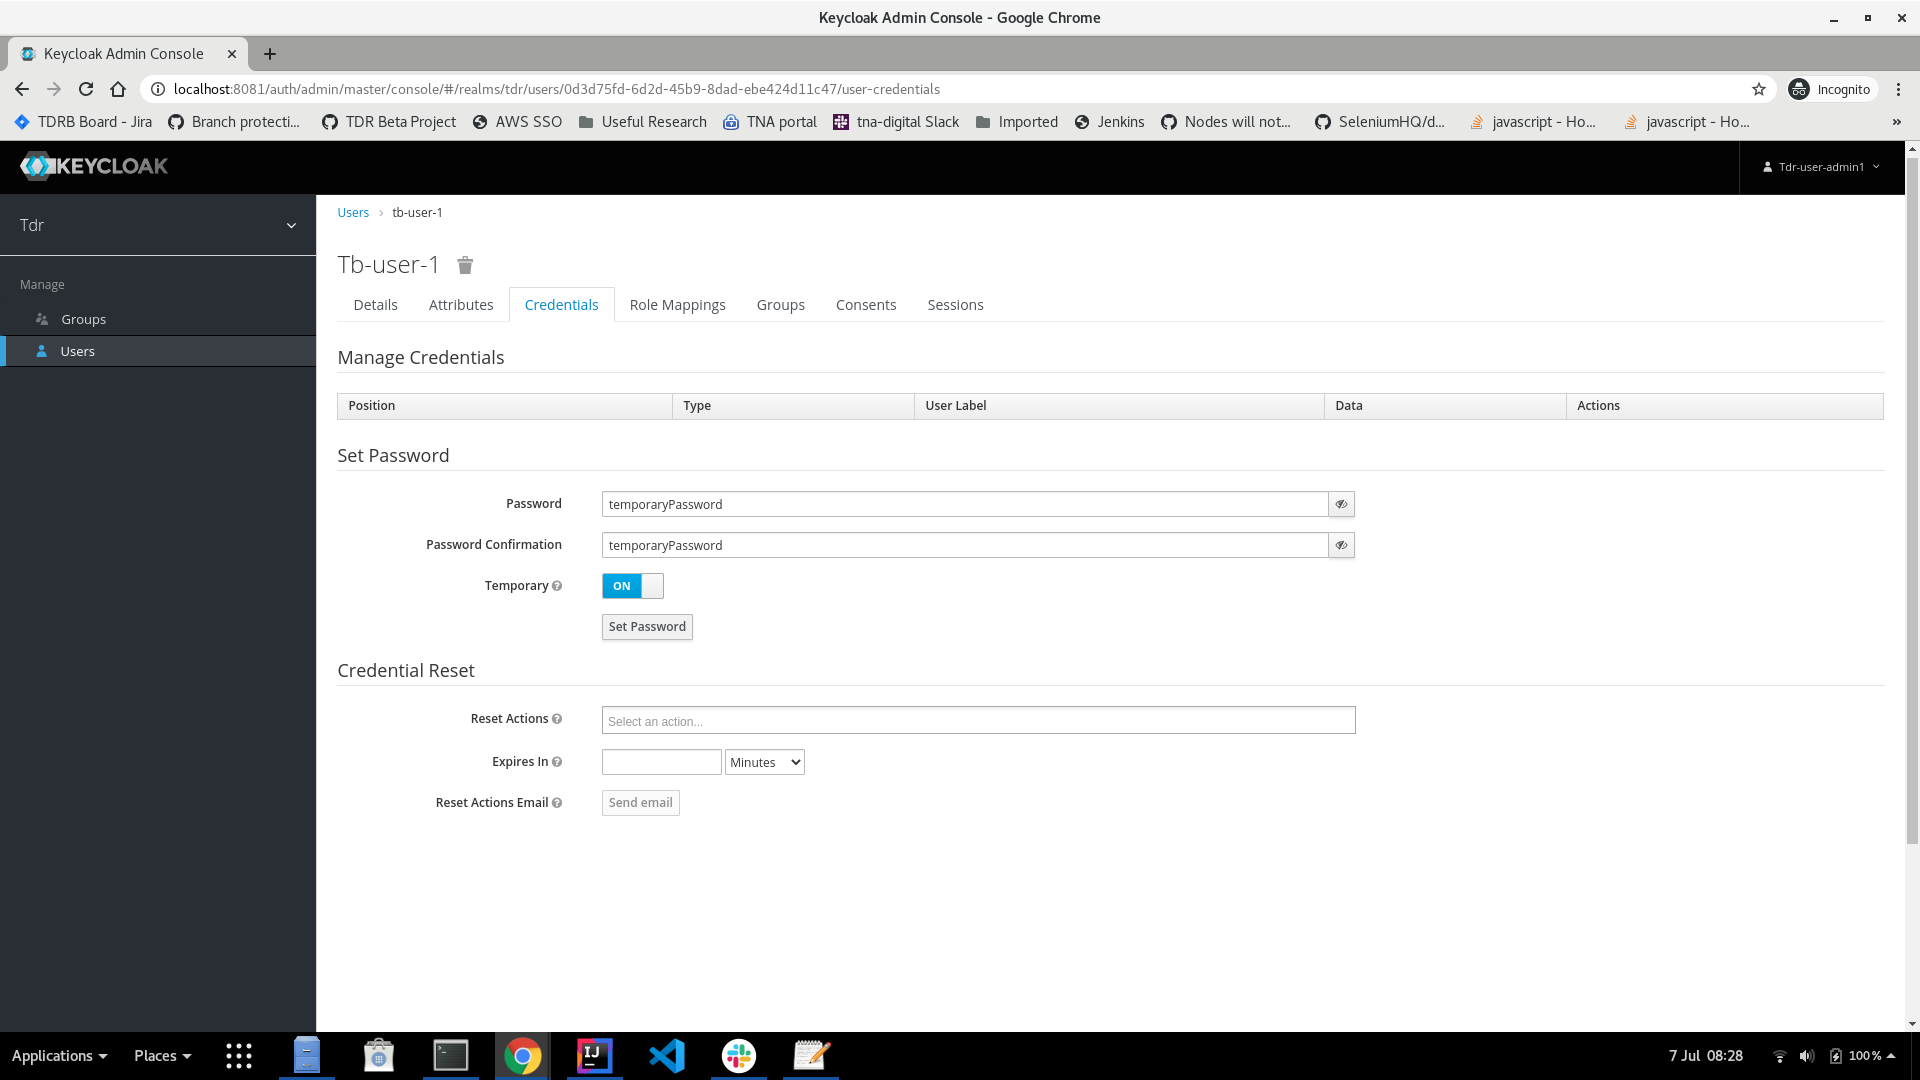 Keycloak Admin Console - Google Chrome
Keycloak Admin Console
localhost:8081/auth/admin/master/console/#/realms/tdr/users/0d3d75fd-6d2d-45b9-8dad-ebe424d11c47/user-credentials
Incognito
TDRB Board - Jira Branch protecti... TDR Beta Project AWS SSO Useful Research TNA portal tna-digital Slack Imported Jenkins Nodes will not... SeleniumHQ/d... javascript - Ho... javascript - Ho... »
KEYCLOAK
Tdr-user-admin1
Tdr
Manage
Groups
Users
Users > tb-user-1
Tb-user-1
Details Attributes Credentials Role Mappings Groups Consents Sessions
Manage Credentials
Position Type User Label Data Actions
Set Password
Password temporaryPassword
Password Confirmation temporaryPassword
Temporary ON
Set Password
Credential Reset
Reset Actions Select an action...
Expires In Minutes
Reset Actions Email Send email
Applications Places IJ 7 Jul 08:28 100%